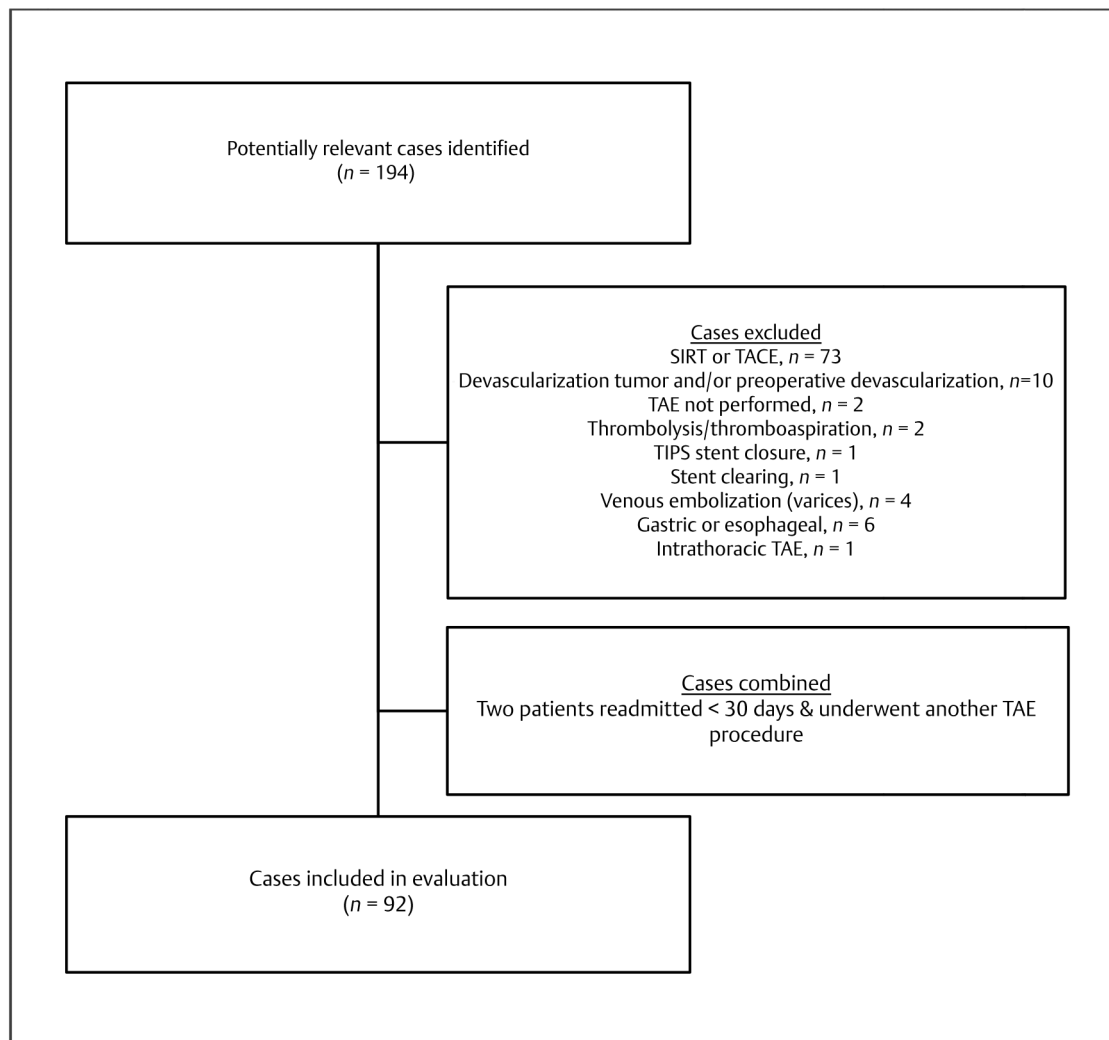 Potentially relevant cases identified
(n = 194)
Cases excluded
SIRT or TACE, n = 73
Devascularization tumor and/or preoperative devascularization, n=10
TAE not performed, n = 2
Thrombolysis/thromboaspiration, n = 2
TIPS stent closure, n = 1
Stent clearing, n = 1
Venous embolization (varices), n = 4
Gastric or esophageal, n = 6
Intrathoracic TAE, n = 1
Cases combined
Two patients readmitted < 30 days & underwent another TAE
procedure
Cases included in evaluation
(n = 92)